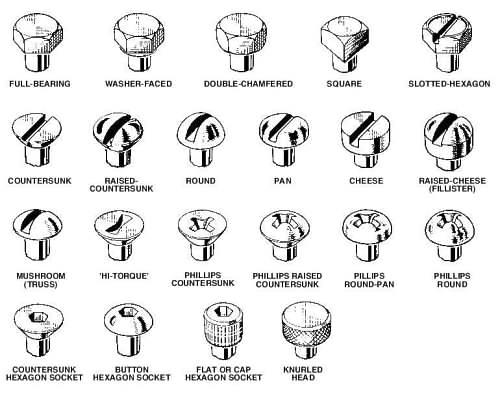 FULL-BEARING
WASHER-FACED
DOUBLE-CHAMFERED
SQUARE
SLOTTED-HEXAGON
COUNTERSUNK
RAISED-
COUNTERSUNK
ROUND
PAN
CHEESE
RAISED-CHEESE
(FILLISTER)
MUSHROOM
(TRUSS)
'HI-TORQUE'
PHILLIPS
COUNTERSUNK
PHILLIPS RAISED
COUNTERSUNK
PILLIPS
ROUND-PAN
PHILLIPS
ROUND
COUNTERSUNK
HEXAGON SOCKET
BUTTON
HEXAGON SOCKET
FLAT OR CAP
HEXAGON SOCKET
KNURLED
HEAD